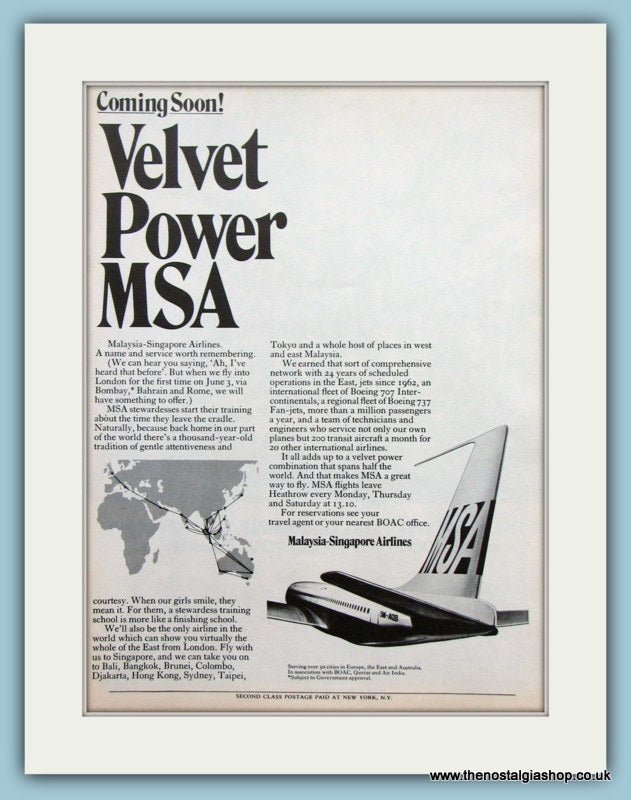 Coming Soon!
Velvet
Power
MSA
Malaysia-Singapore Airlines.
A name and service worth remembering.
(We can hear you saying, 'Ah, I've
heard that before'. But when we fly into
London for the first time on June 3, via
Bombay,* Bahrain and Rome, we will
have something to offer.)
MSA stewardesses start their training
about the time they leave the cradle.
Naturally, because back home in our part
of the world there's a thousand-year-old
tradition of gentle attentiveness and
courtesy. When our girls smile, they
mean it. For them, a stewardess training
school is more like a finishing school.
We'll also be the only airline in the
world which can show you virtually the
whole of the East from London. Fly with
us to Singapore, and we can take you on
to Bali, Bangkok, Brunei, Colombo,
Djakarta, Hong Kong, Sydney, Taipei,
Tokyo and a whole host of places in west
and east Malaysia.
We earned that sort of comprehensive
network with 24 years of scheduled
operations in the East, jets since 1962, an
international fleet of Boeing 707 Inter-
continentals, a regional fleet of Boeing 737
Fan-jets, more than a million passengers
a year, and a team of technicians and
engineers who service not only our own
planes but 200 transit aircraft a month for
20 other international airlines.
It all adds up to a velvet power
combination that spans half the
world. And that makes MSA a great
way to fly. MSA flights leave
Heathrow every Monday, Thursday
and Saturday at 13.10.
For reservations see your
travel agent or your nearest BOAC office.
Malaysia-Singapore Airlines
MSA
9M-AQB
Serving over 30 cities in Europe, the East and Australia.
In association with BOAC, Qantas and Air India.
*Subject to Government approval.
SECOND CLASS POSTAGE PAID AT NEW YORK, N.Y.
www.thenostalgiashop.co.uk